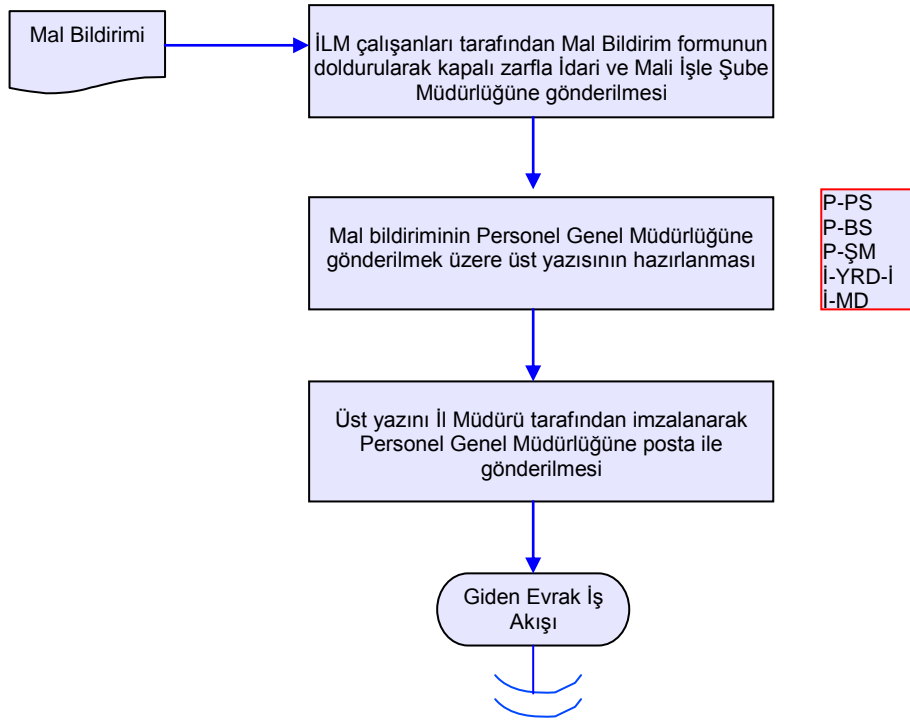 Mal Bildirimi
İLM çalışanları tarafından Mal Bildirim formunun
doldurularak kapalı zarfla İdari ve Mali İşle Şube
Müdürlüğüne gönderilmesi
Mal bildiriminin Personel Genel Müdürlüğüne
gönderilmek üzere üst yazısının hazırlanması
P-PS
P-BS
P-ŞM
İ-YRD-İ
İ-MD
Üst yazını İl Müdürü tarafından imzalanarak
Personel Genel Müdürlüğüne posta ile
gönderilmesi
Giden Evrak İş
Akışı